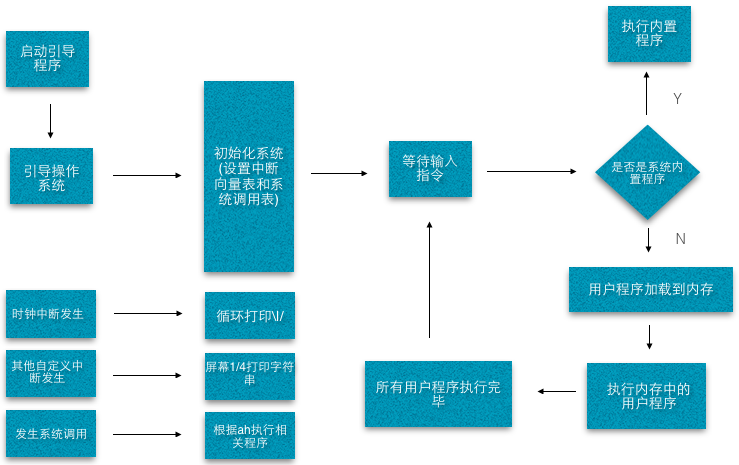 启动引导
程序
引导操作
系统
初始化系统
(设置中断
向量表和系
统调用表)
等待输入
指令
是否是系统内
置程序
Y
执行内置
程序
N
用户程序加载到内存
执行内存中的
用户程序
所有用户程序执行完
毕
时钟中断发生
循环打印\I/
其他自定义中
断发生
屏幕1/4打印字符
串
发生系统调用
根据ah执行相
关程序